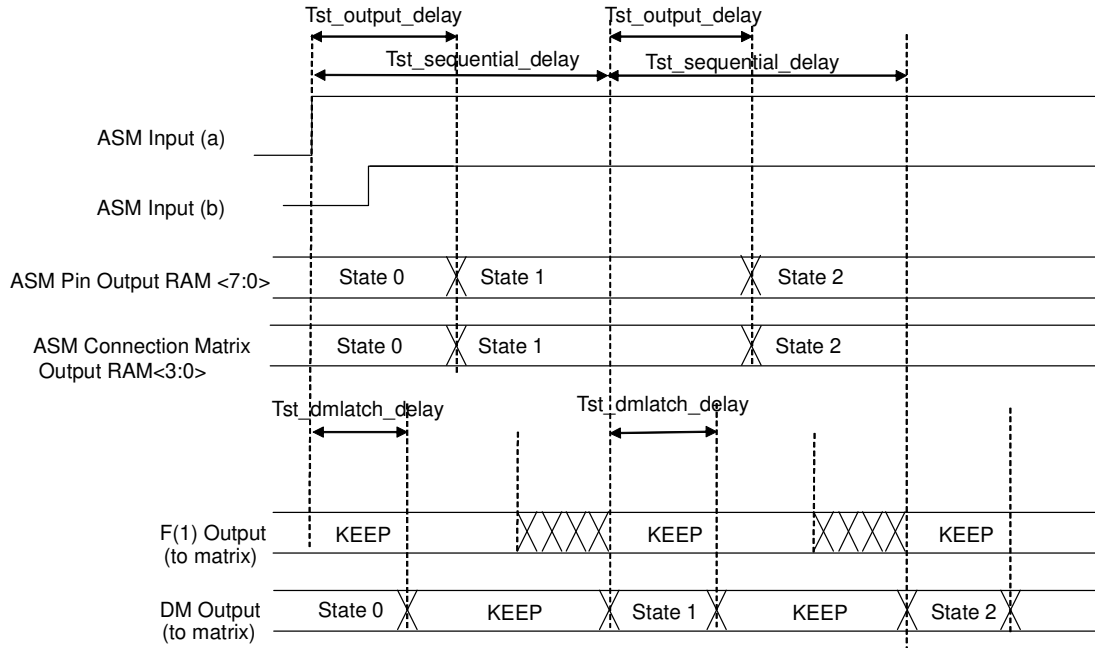 Tst_output_delay Tst_output_delay
Tst_sequential_delay Tst_sequential_delay
ASM Input (a)
ASM Input (b)
ASM Pin Output RAM <7:0> State 0 State 1 State 2
ASM Connection Matrix
Output RAM<3:0> State 0 State 1 State 2
Tst_dmlatch_delay Tst_dmlatch_delay
F(1) Output
(to matrix) KEEP KEEP KEEP
DM Output
(to matrix) State 0 KEEP State 1 KEEP State 2